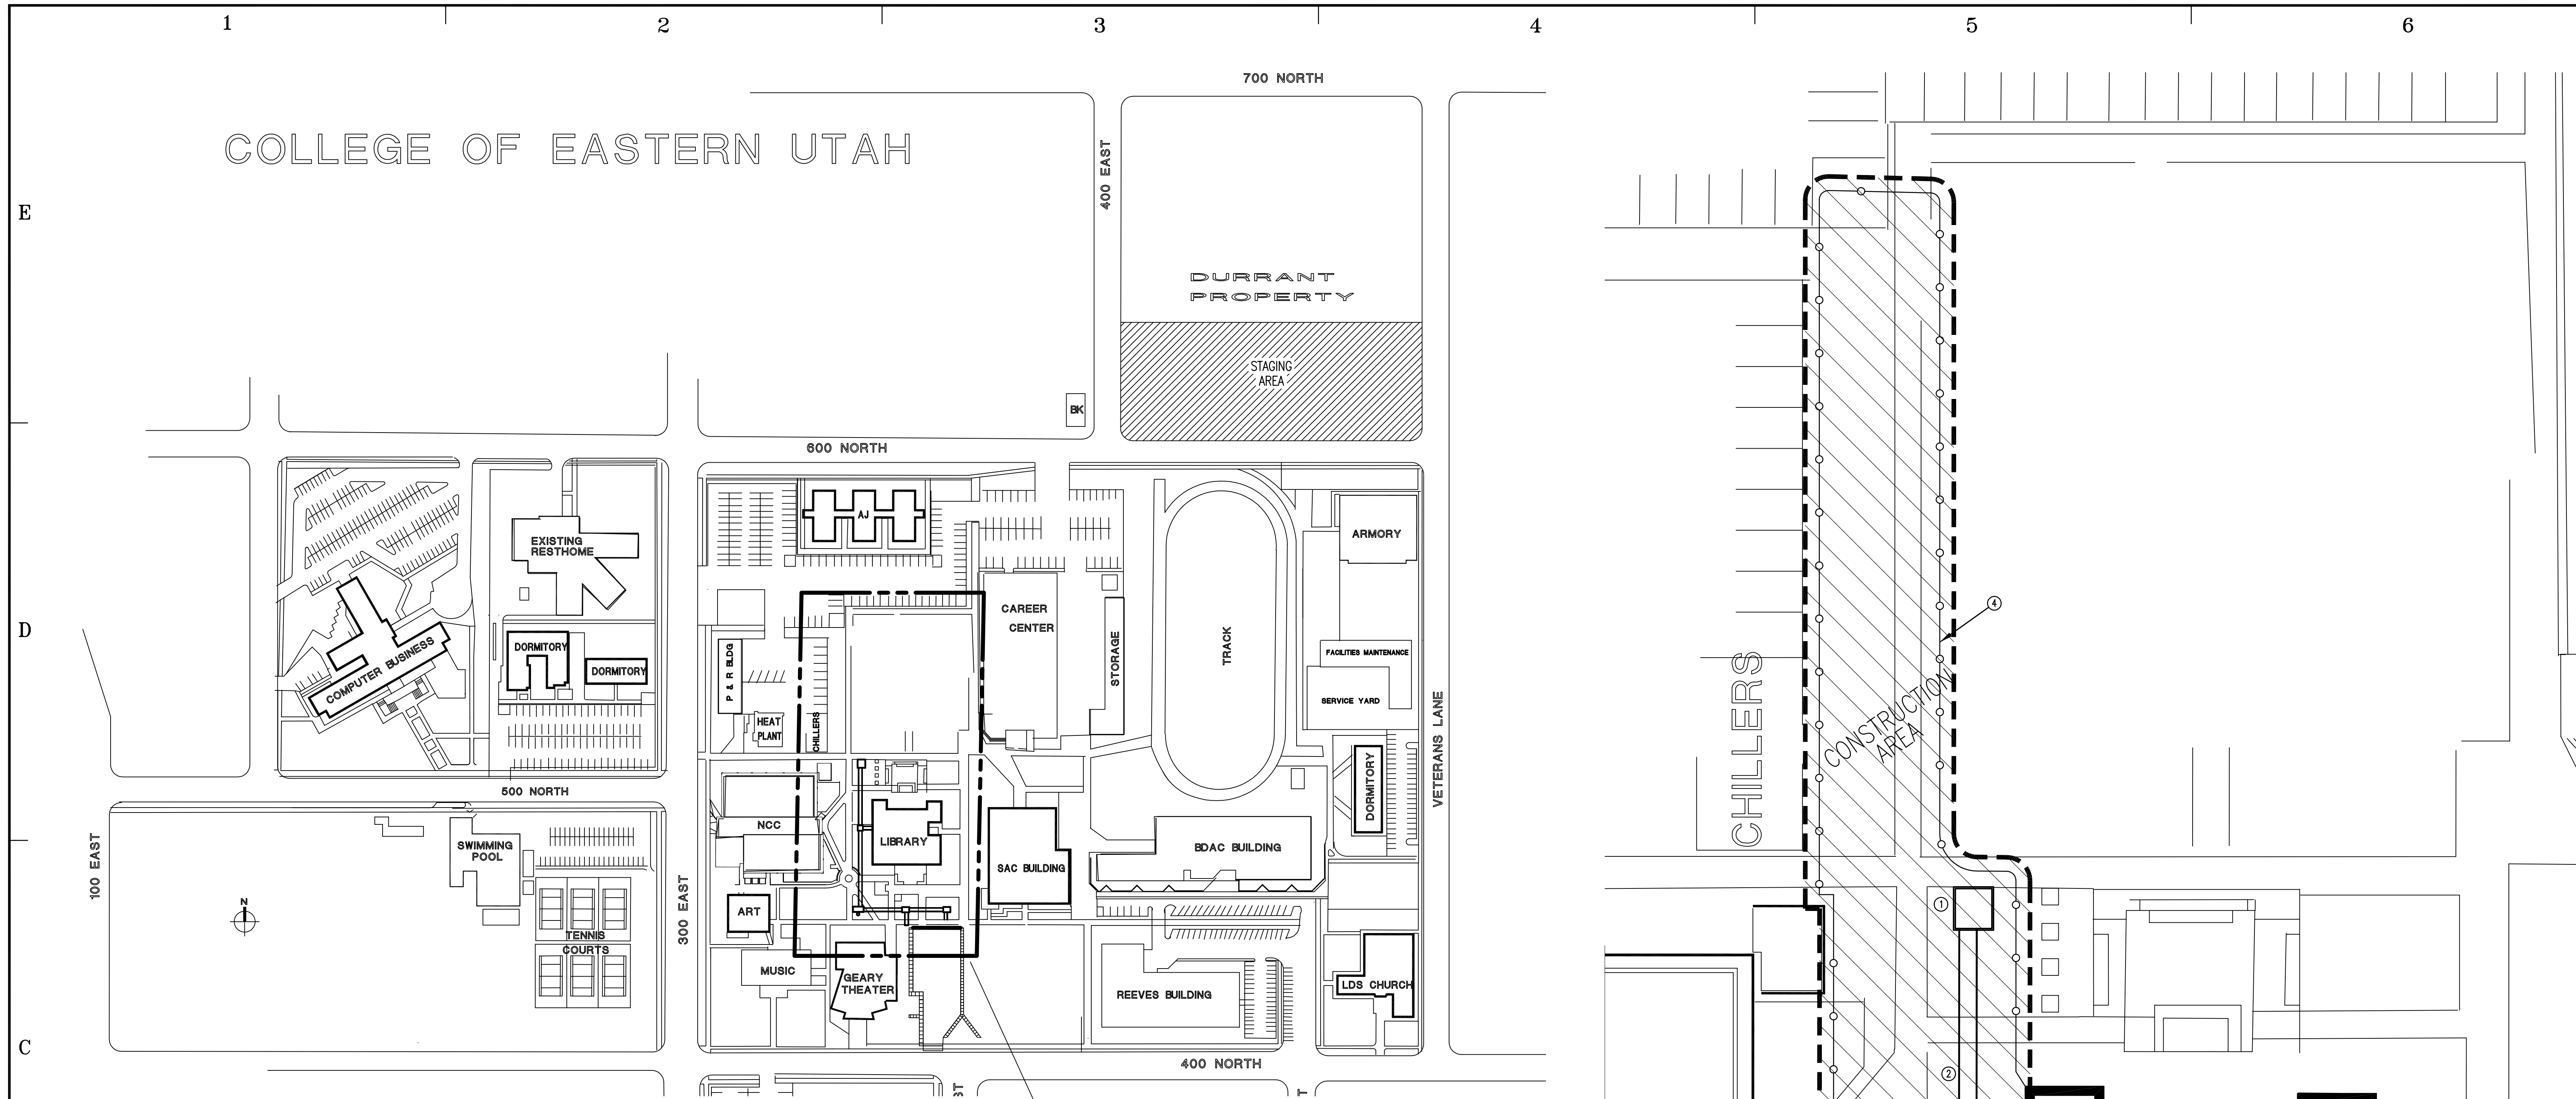 1 2 3 4 5 6
700 NORTH
COLLEGE OF EASTERN UTAH
400 EAST
E
DURRANT
PROPERTY
STAGING
AREA
BK
600 NORTH
AJ
EXISTING
RESTHOME
ARMORY
CAREER
CENTER
4
D
COMPUTER BUSINESS
DORMITORY
DORMITORY
P & R BLDG
STORAGE
TRACK
FACILITIES MAINTENANCE
SERVICE YARD
HEAT
PLANT
CHILLERS
VETERANS LANE
CHILLERS
CONSTRUCTION
AREA
500 NORTH
DORMITORY
NCC
LIBRARY
SWIMMING
POOL
BDAC BUILDING
100 EAST
SAC BUILDING
N
300 EAST
ART
1
TENNIS
COURTS
MUSIC
GEARY
THEATER
REEVES BUILDING
LDS CHURCH
C
400 NORTH
2
ST